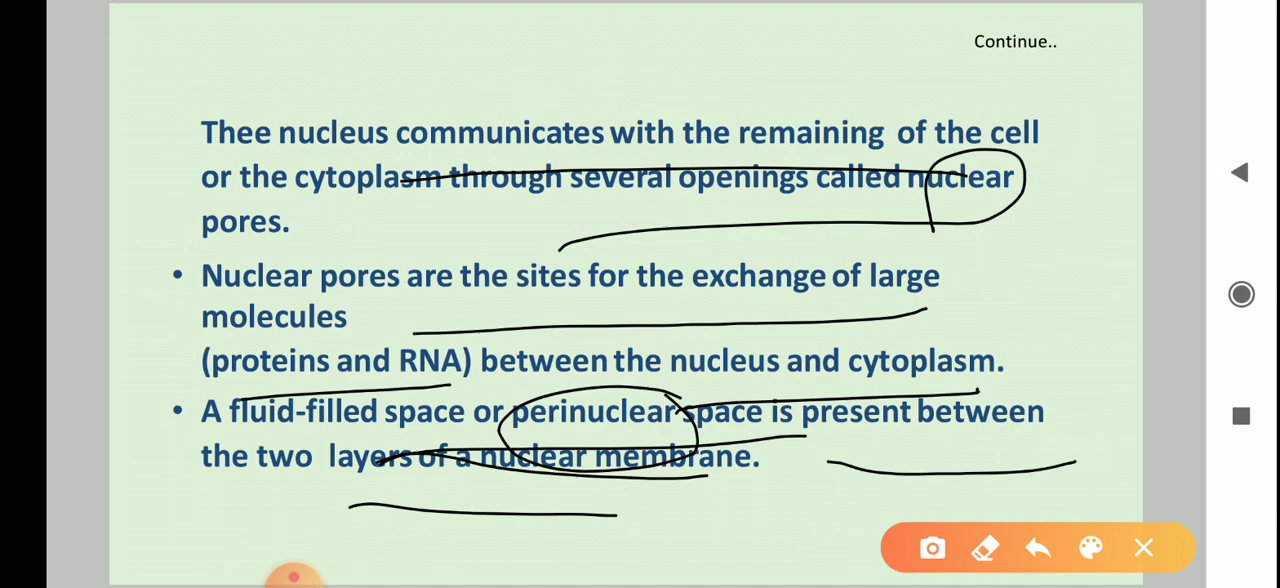 Continue..
Thee nucleus communicates with the remaining of the cell
or the cytoplasm through several openings called nuclear
pores.
• Nuclear pores are the sites for the exchange of large
molecules
(proteins and RNA) between the nucleus and cytoplasm.
• A fluid-filled space or perinuclear space is present between
the two layers of a nuclear membrane.